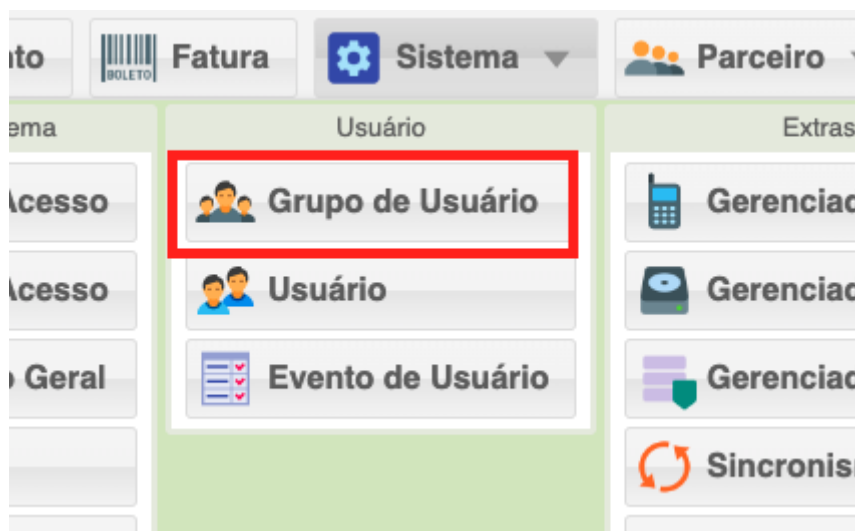 nto
BOLETO
Fatura
Sistema
Parceiro
ema
Usuário
Extras
Acesso
Grupo de Usuário
Gerenciad
Acesso
Usuário
Gerenciad
o Geral
Evento de Usuário
Gerenciad
Sincronis